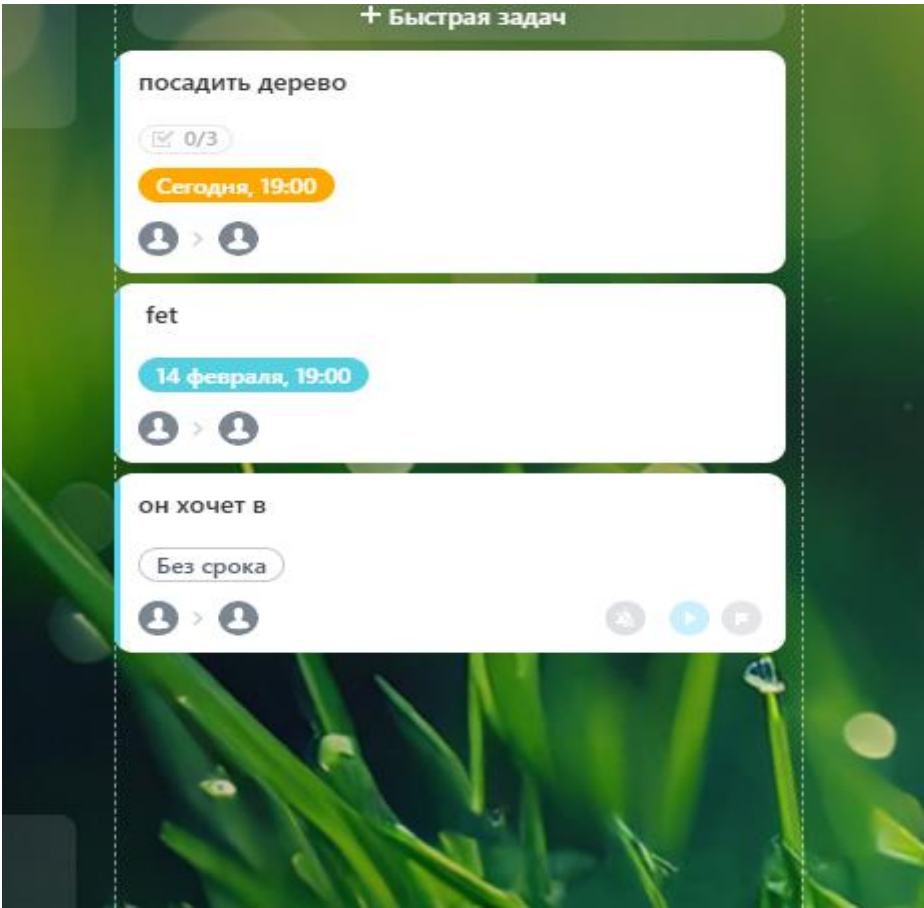 + Быстрая задач
посадить дерево
0/3
Сегодня, 19:00
fet
14 февраля, 19:00
он хочет в
Без срока